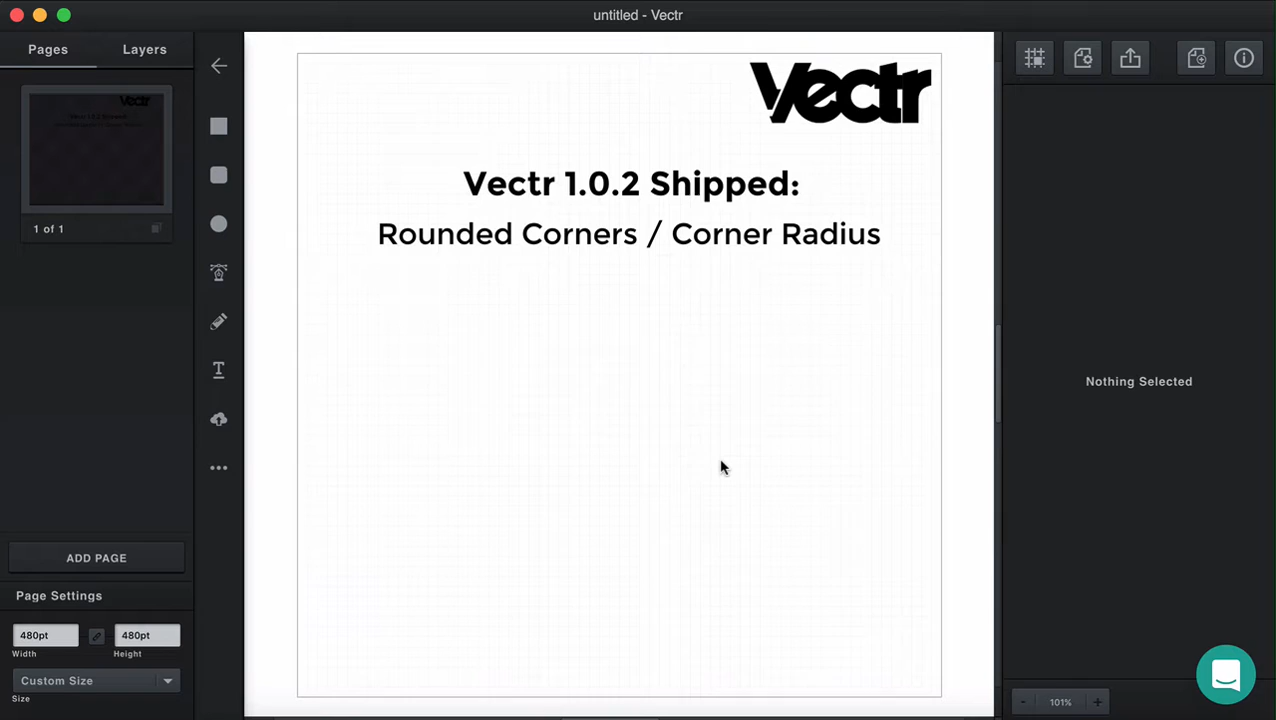 untitled - Vectr
Pages
Layers
1 of 1
ADD PAGE
Page Settings
480pt
480pt
Width
Height
Custom Size
Size
Vectr
Vectr 1.0.2 Shipped:
Rounded Corners / Corner Radius
Nothing Selected
- 101% +